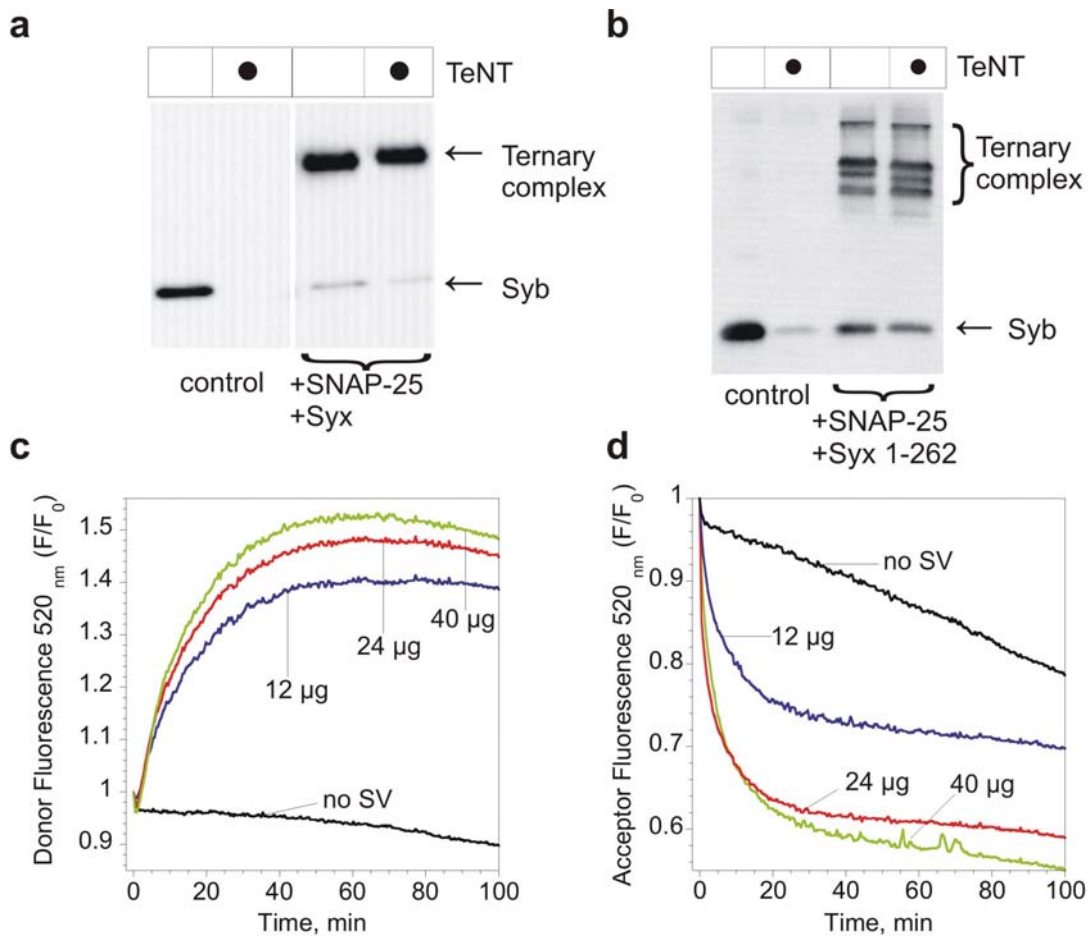 a
TeNT
Ternary
complex
Syb
control
+SNAP-25
+Syx
b
TeNT
Ternary
complex
Syb
control
+SNAP-25
+Syx 1-262
c
Donor Fluorescence 520 nm (F/F0)
1.5
1.4
1.3
1.2
1.1
1
0.9
40 µg
24 µg
12 µg
no SV
0 20 40 60 80 100
Time, min
d
Acceptor Fluorescence 520 nm (F/F0)
1
0.9
0.8
0.7
0.6
no SV
12 µg
24 µg
40 µg
0 20 40 60 80 100
Time, min